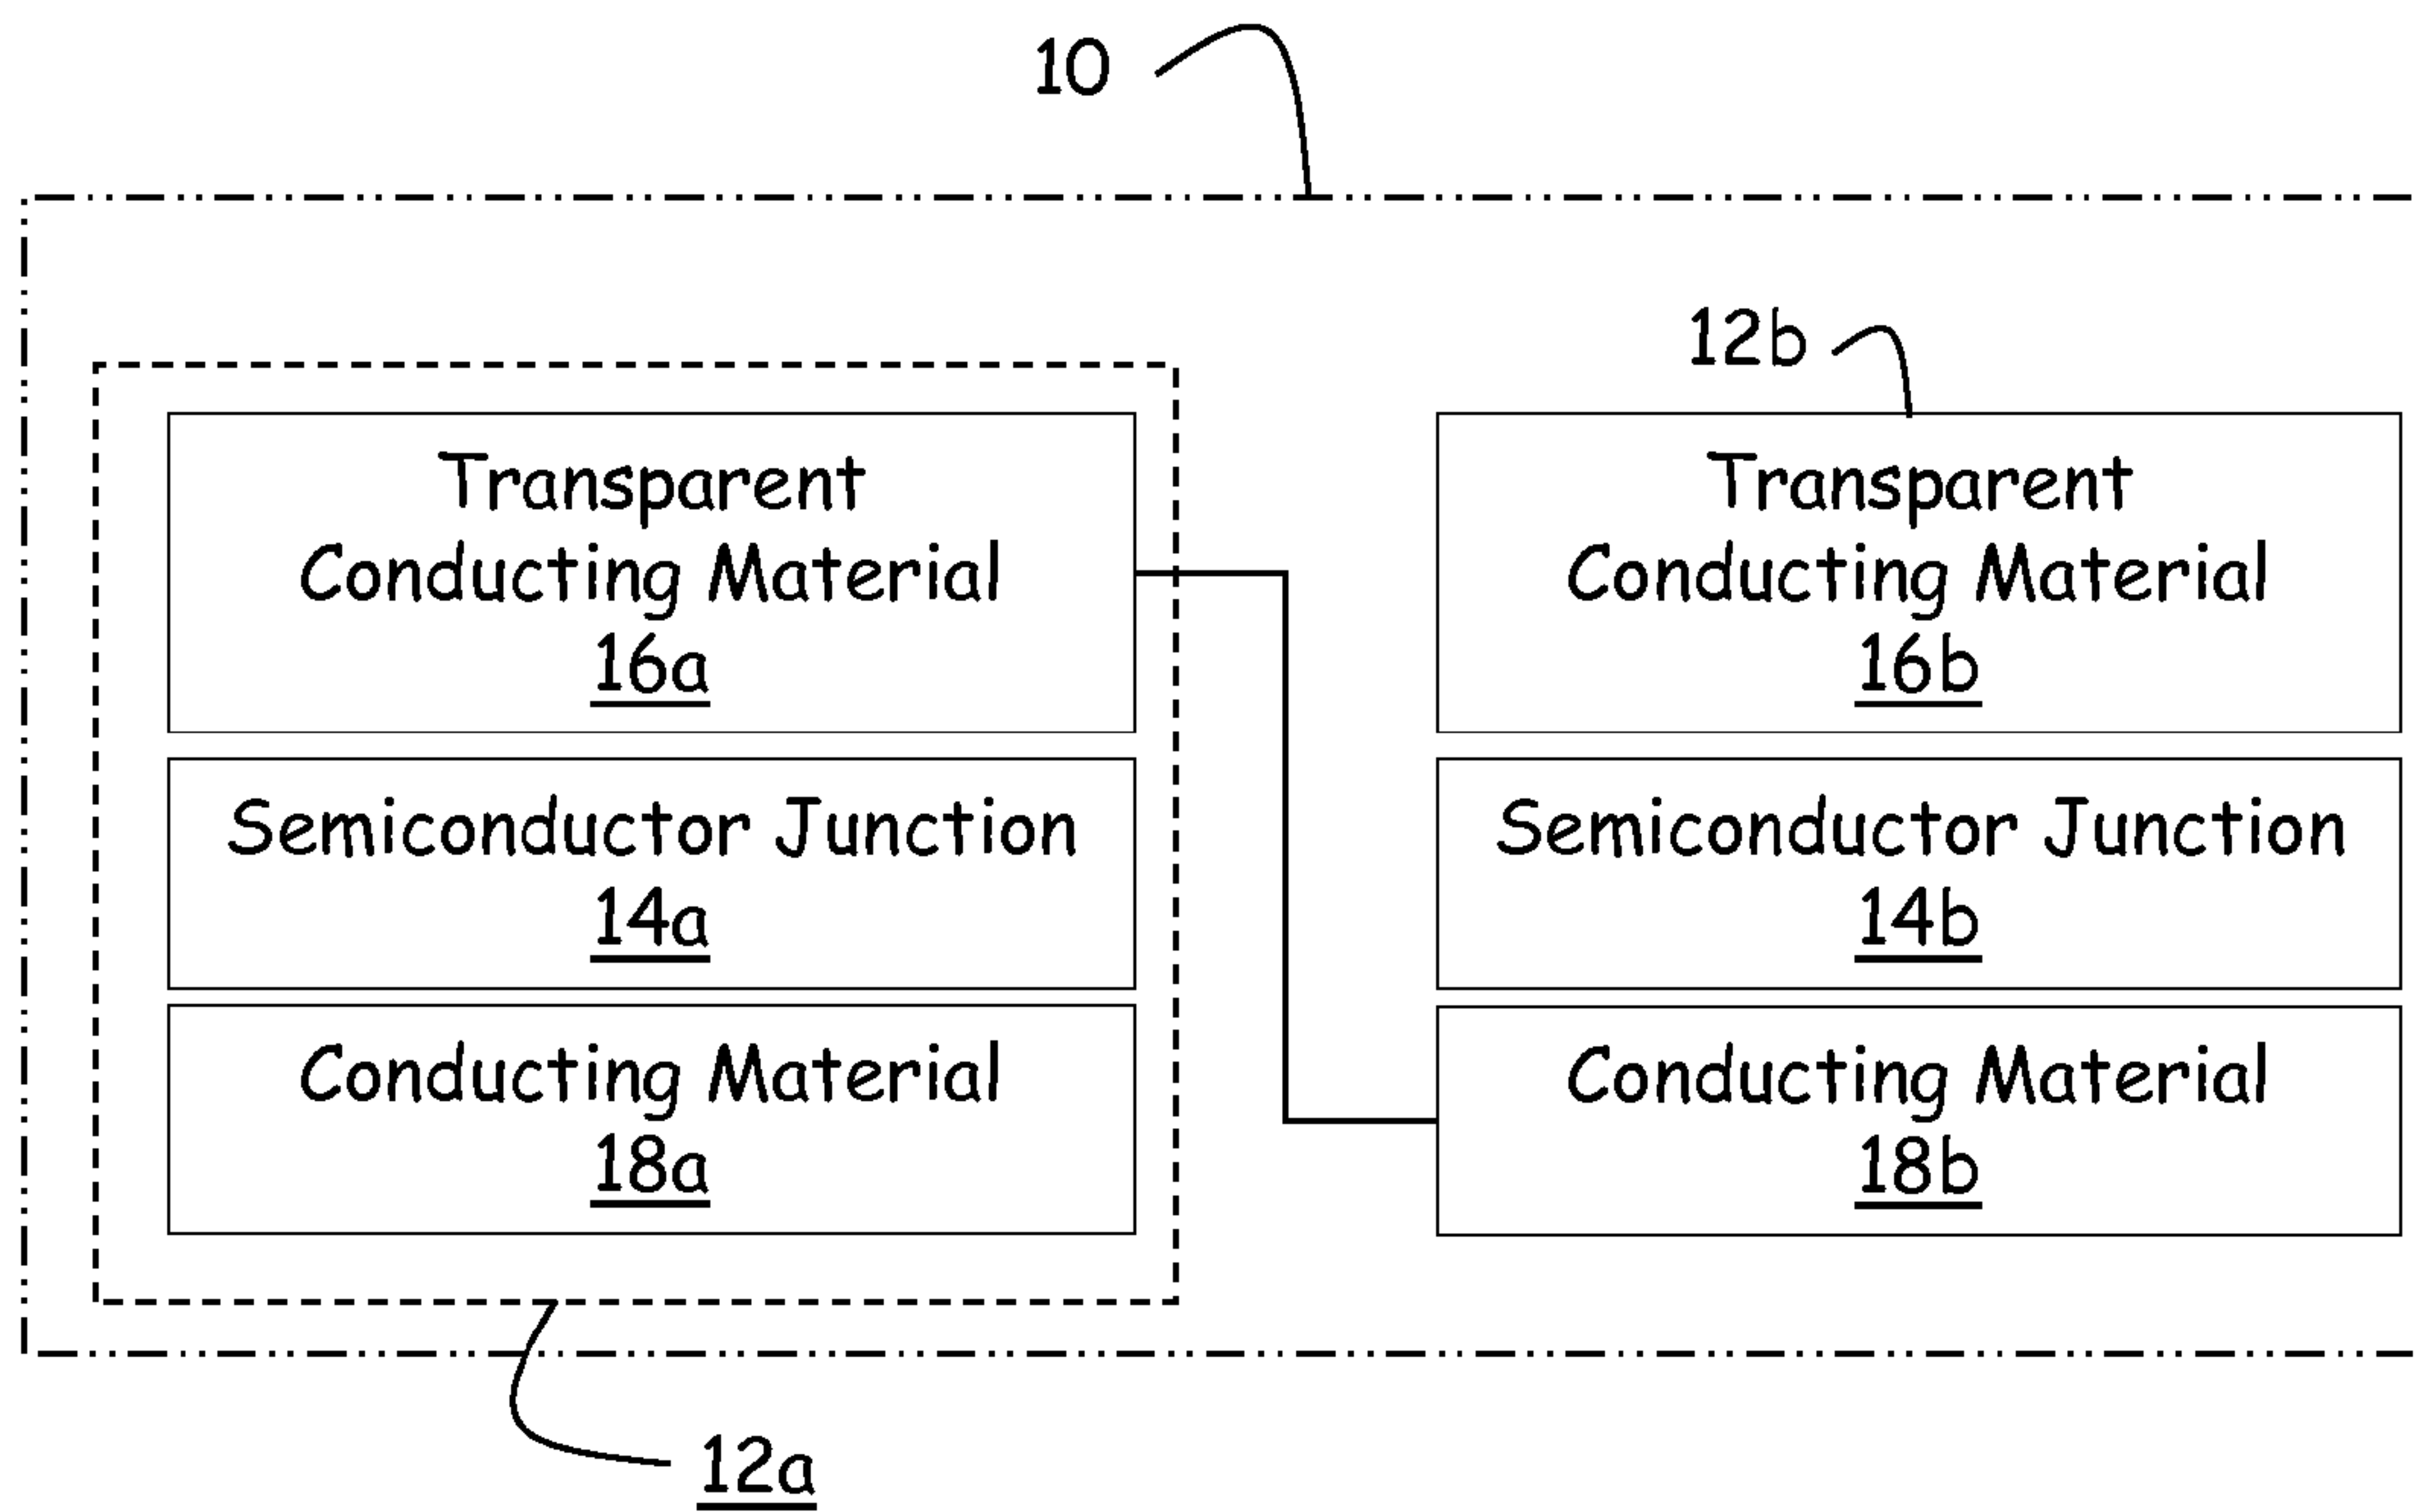 10
12b
Transparent
Conducting Material
16a
Transparent
Conducting Material
16b
Semiconductor Junction
14a
Semiconductor Junction
14b
Conducting Material
18a
Conducting Material
18b
12a